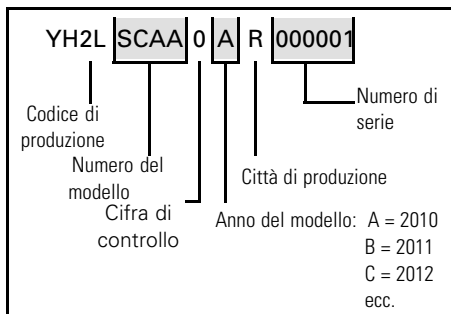 YH2L SCAA 0 A R 000001
Numero di
serie
Codice di
produzione
Numero del
modello
Città di produzione
Cifra di
controllo
Anno del modello: A = 2010
B = 2011
C = 2012
ecc.